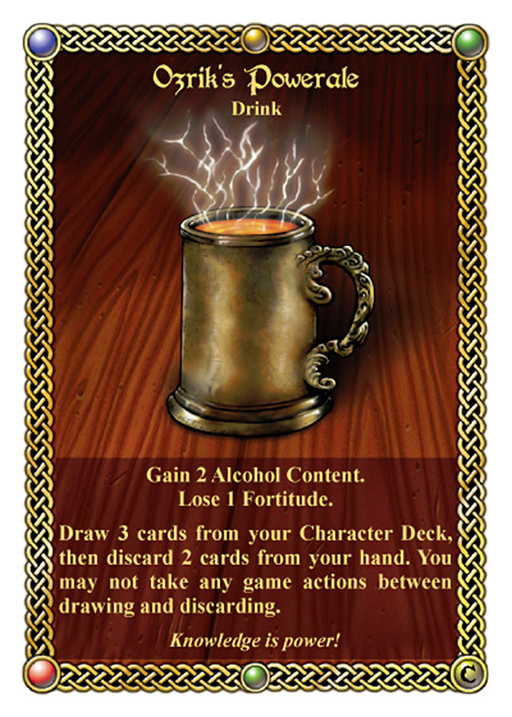 Ozrik's Powerale
Drink
Gain 2 Alcohol Content.
Lose 1 Fortitude.
Draw 3 cards from your Character Deck,
then discard 2 cards from your hand. You
may not take any game actions between
drawing and discarding.
Knowledge is power!
C